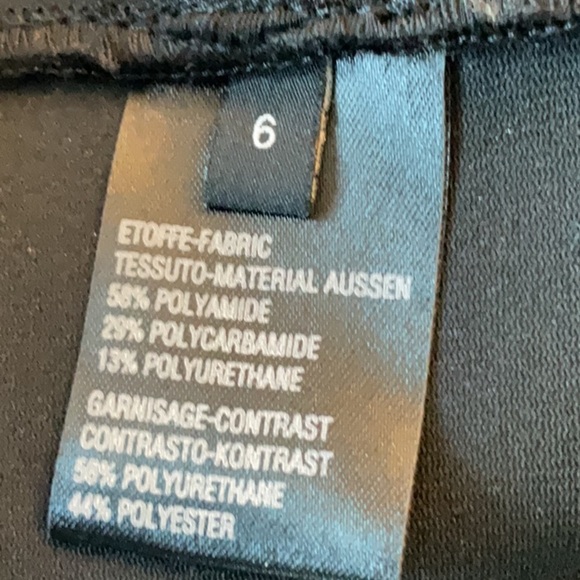 6
ETOFFE-FABRIC
TESSUTO-MATERIAL AUSSEN
58% POLYAMIDE
29% POLYCARBAMIDE
13% POLYURETHANE
GARNISAGE-CONTRAST
CONTRASTO-KONTRAST
56% POLYURETHANE
44% POLYESTER